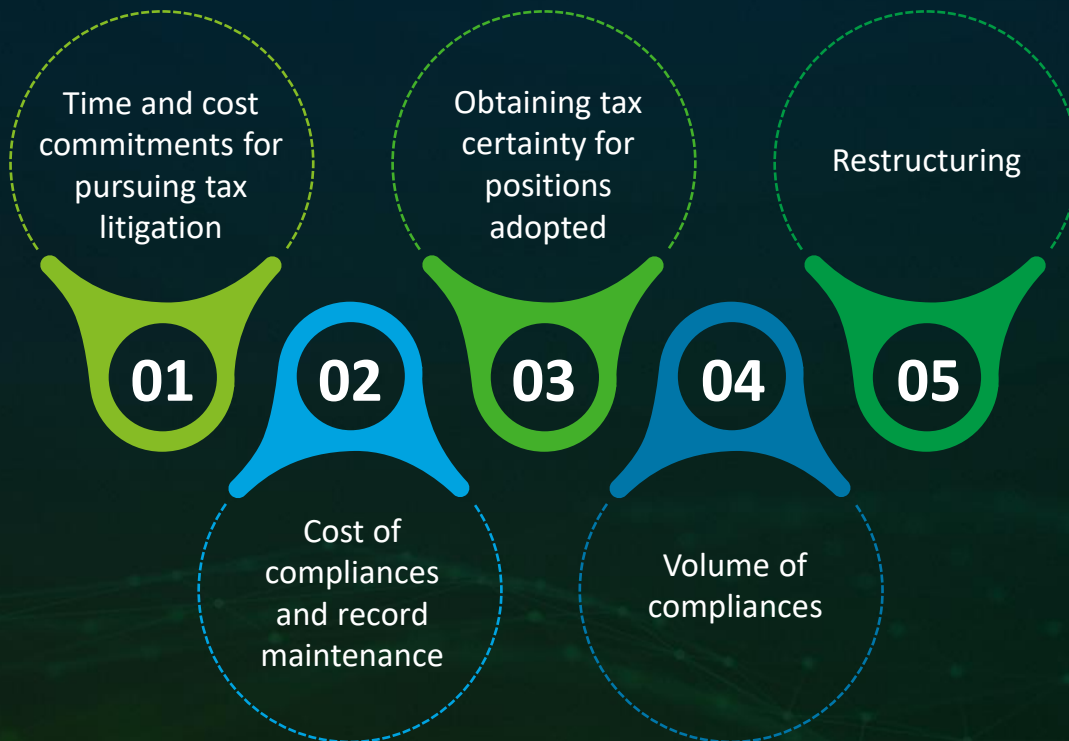 Time and cost
commitments for
pursuing tax
litigation
01
Cost of
compliances
and record
maintenance
02
Obtaining tax
certainty for
positions
adopted
03
Volume of
compliances
04
Restructuring
05